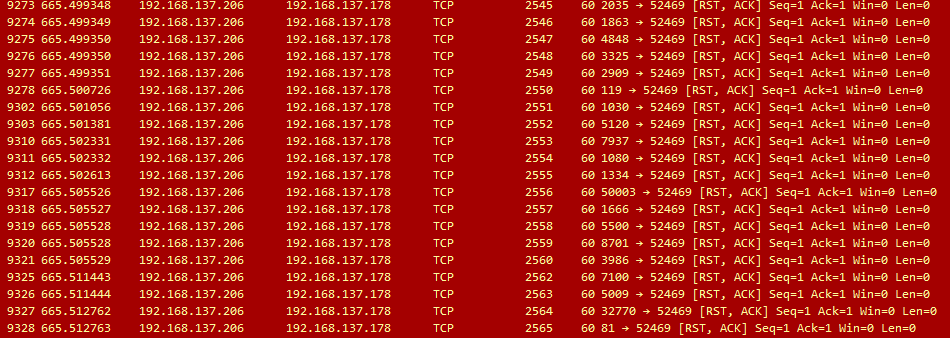 9273 665.499348 192.168.137.206 192.168.137.178 TCP 2545 60 2035 → 52469 [RST, ACK] Seq=1 Ack=1 Win=0 Len=0
9274 665.499349 192.168.137.206 192.168.137.178 TCP 2546 60 1863 → 52469 [RST, ACK] Seq=1 Ack=1 Win=0 Len=0
9275 665.499350 192.168.137.206 192.168.137.178 TCP 2547 60 4848 → 52469 [RST, ACK] Seq=1 Ack=1 Win=0 Len=0
9276 665.499350 192.168.137.206 192.168.137.178 TCP 2548 60 3325 → 52469 [RST, ACK] Seq=1 Ack=1 Win=0 Len=0
9277 665.499351 192.168.137.206 192.168.137.178 TCP 2549 60 2909 → 52469 [RST, ACK] Seq=1 Ack=1 Win=0 Len=0
9278 665.500726 192.168.137.206 192.168.137.178 TCP 2550 60 119 → 52469 [RST, ACK] Seq=1 Ack=1 Win=0 Len=0
9302 665.501056 192.168.137.206 192.168.137.178 TCP 2551 60 1030 → 52469 [RST, ACK] Seq=1 Ack=1 Win=0 Len=0
9303 665.501381 192.168.137.206 192.168.137.178 TCP 2552 60 5120 → 52469 [RST, ACK] Seq=1 Ack=1 Win=0 Len=0
9310 665.502331 192.168.137.206 192.168.137.178 TCP 2553 60 7937 → 52469 [RST, ACK] Seq=1 Ack=1 Win=0 Len=0
9311 665.502332 192.168.137.206 192.168.137.178 TCP 2554 60 1080 → 52469 [RST, ACK] Seq=1 Ack=1 Win=0 Len=0
9312 665.502613 192.168.137.206 192.168.137.178 TCP 2555 60 1334 → 52469 [RST, ACK] Seq=1 Ack=1 Win=0 Len=0
9317 665.505526 192.168.137.206 192.168.137.178 TCP 2556 60 50003 → 52469 [RST, ACK] Seq=1 Ack=1 Win=0 Len=0
9318 665.505527 192.168.137.206 192.168.137.178 TCP 2557 60 1666 → 52469 [RST, ACK] Seq=1 Ack=1 Win=0 Len=0
9319 665.505528 192.168.137.206 192.168.137.178 TCP 2558 60 5500 → 52469 [RST, ACK] Seq=1 Ack=1 Win=0 Len=0
9320 665.505528 192.168.137.206 192.168.137.178 TCP 2559 60 8701 → 52469 [RST, ACK] Seq=1 Ack=1 Win=0 Len=0
9321 665.505529 192.168.137.206 192.168.137.178 TCP 2560 60 3986 → 52469 [RST, ACK] Seq=1 Ack=1 Win=0 Len=0
9325 665.511443 192.168.137.206 192.168.137.178 TCP 2562 60 7100 → 52469 [RST, ACK] Seq=1 Ack=1 Win=0 Len=0
9326 665.511444 192.168.137.206 192.168.137.178 TCP 2563 60 5009 → 52469 [RST, ACK] Seq=1 Ack=1 Win=0 Len=0
9327 665.512762 192.168.137.206 192.168.137.178 TCP 2564 60 32770 → 52469 [RST, ACK] Seq=1 Ack=1 Win=0 Len=0
9328 665.512763 192.168.137.206 192.168.137.178 TCP 2565 60 81 → 52469 [RST, ACK] Seq=1 Ack=1 Win=0 Len=0